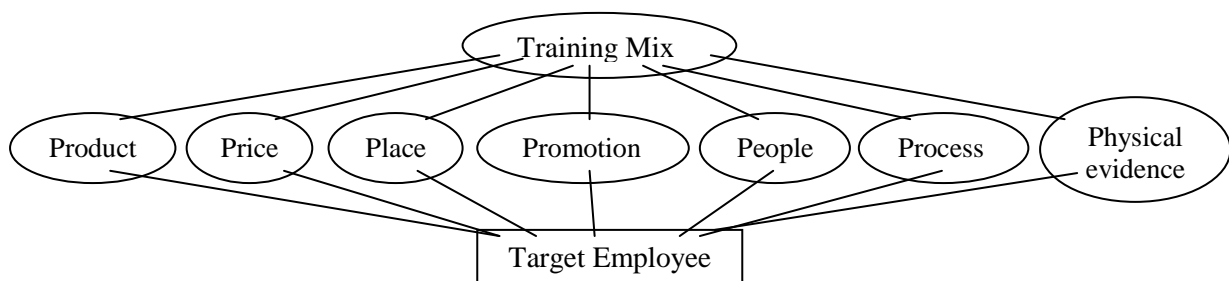 Training Mix
Product
Price
Place
Promotion
People
Process
Physical
evidence
Target Employee